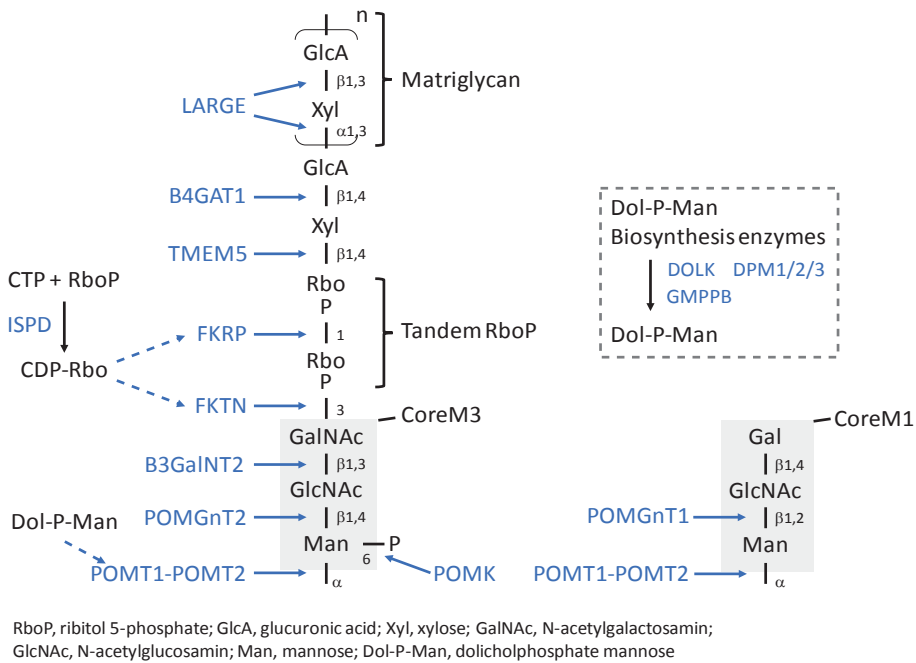 n
GlcA
β1,3
Matriglycan
LARGE
Xyl
α1,3
GlcA
B4GAT1
β1,4
Xyl
TMEM5
β1,4
CTP + RboP
ISPD
CDP-Rbo
Rbo
P
FKRP
1
Tandem RboP
Rbo
P
FKTN
3
CoreM3
GalNAc
B3GalNT2
β1,3
GlcNAc
POMGnT2
β1,4
Dol-P-Man
Man
6
P
POMT1-POMT2
α
POMK
Dol-P-Man
Biosynthesis enzymes
DOLK DPM1/2/3
GMPPB
Dol-P-Man
CoreM1
Gal
β1,4
GlcNAc
POMGnT1
β1,2
Man
POMT1-POMT2
α
RboP, ribitol 5-phosphate; GlcA, glucuronic acid; Xyl, xylose; GalNAc, N-acetylgalactosamin;
GlcNAc, N-acetylglucosamin; Man, mannose; Dol-P-Man, dolicholphosphate mannose